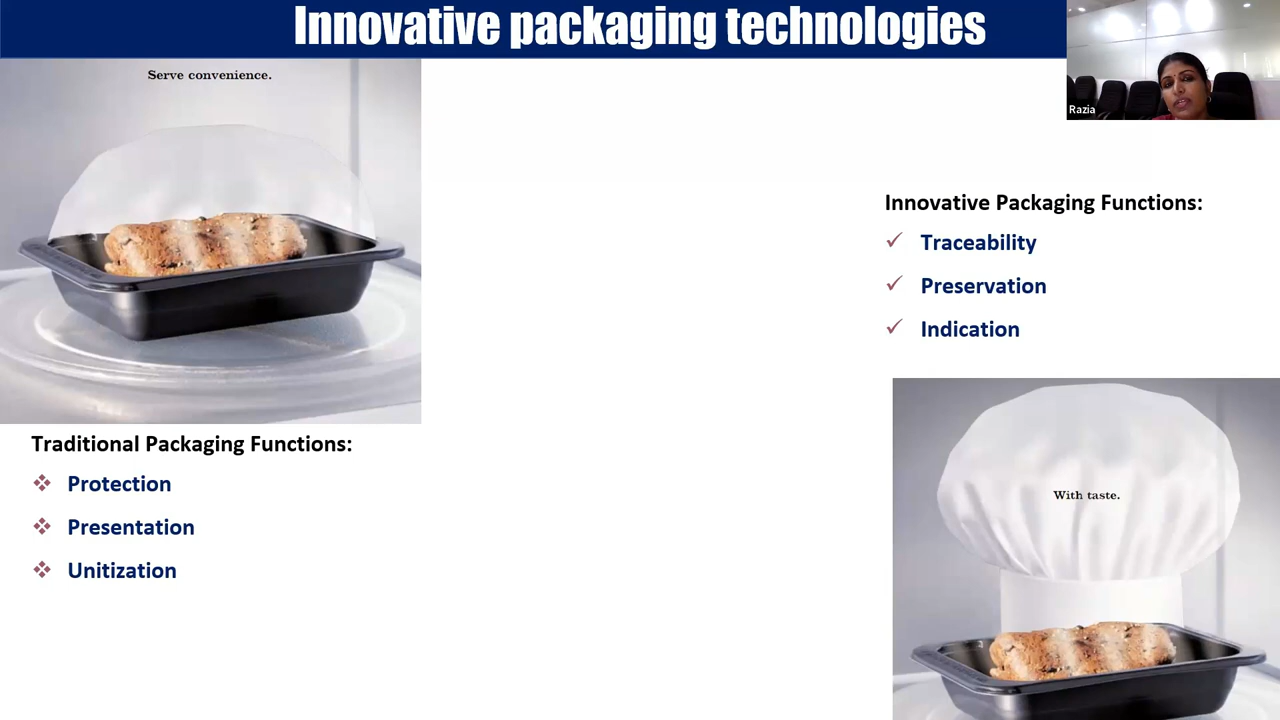 Innovative packaging technologies
Serve convenience.
Razia
Innovative Packaging Functions:
Traceability
Preservation
Indication
Traditional Packaging Functions:
Protection
Presentation
Unitization
With taste.